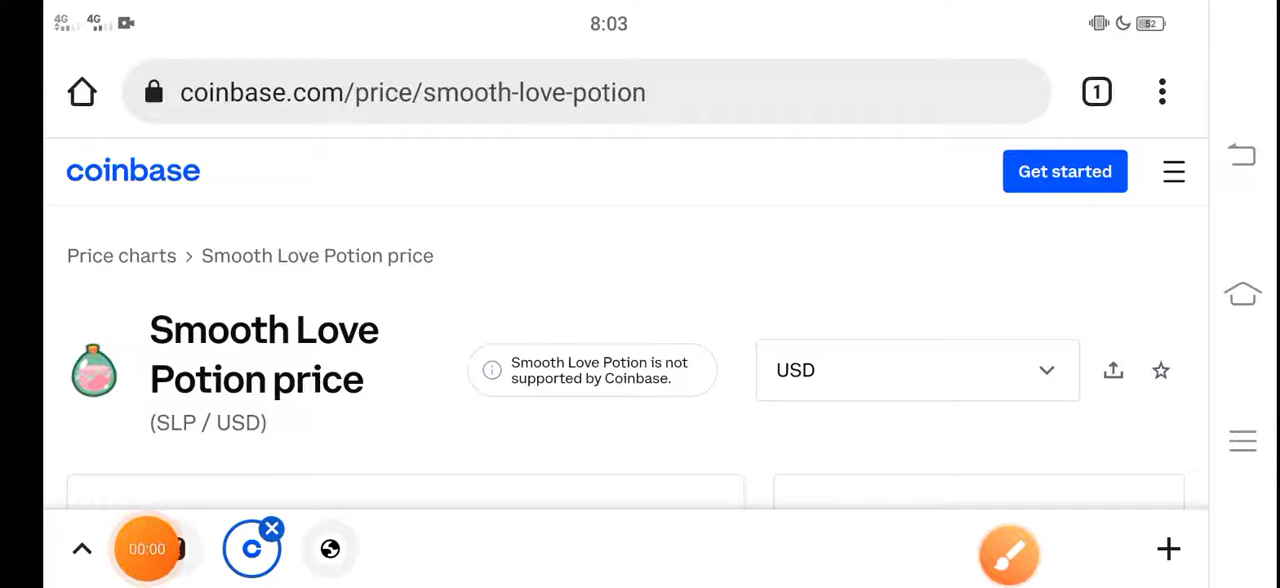 4G 4G 8:03 52
coinbase.com/price/smooth-love-potion 1
coinbase Get started
Price charts > Smooth Love Potion price
Smooth Love
Potion price
(SLP / USD)
Smooth Love Potion is not
supported by Coinbase.
USD
00:00